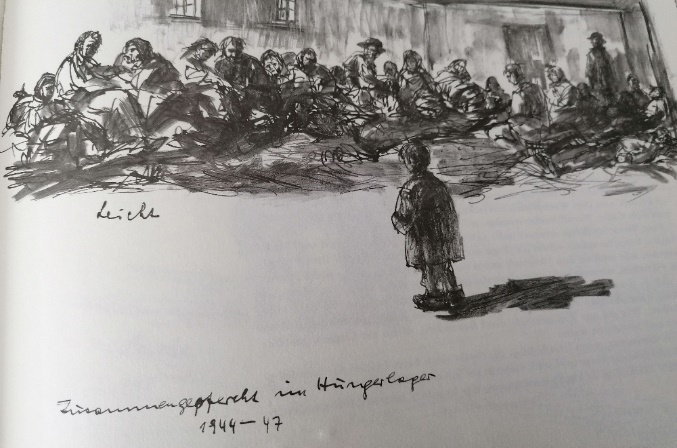 Leicht
Zusammengepfercht im Hungerlager
1944–47